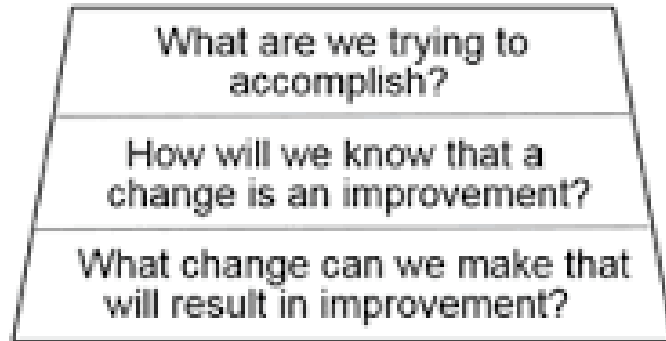 What are we trying to
accomplish?
How will we know that a
change is an improvement?
What change can we make that
will result in improvement?